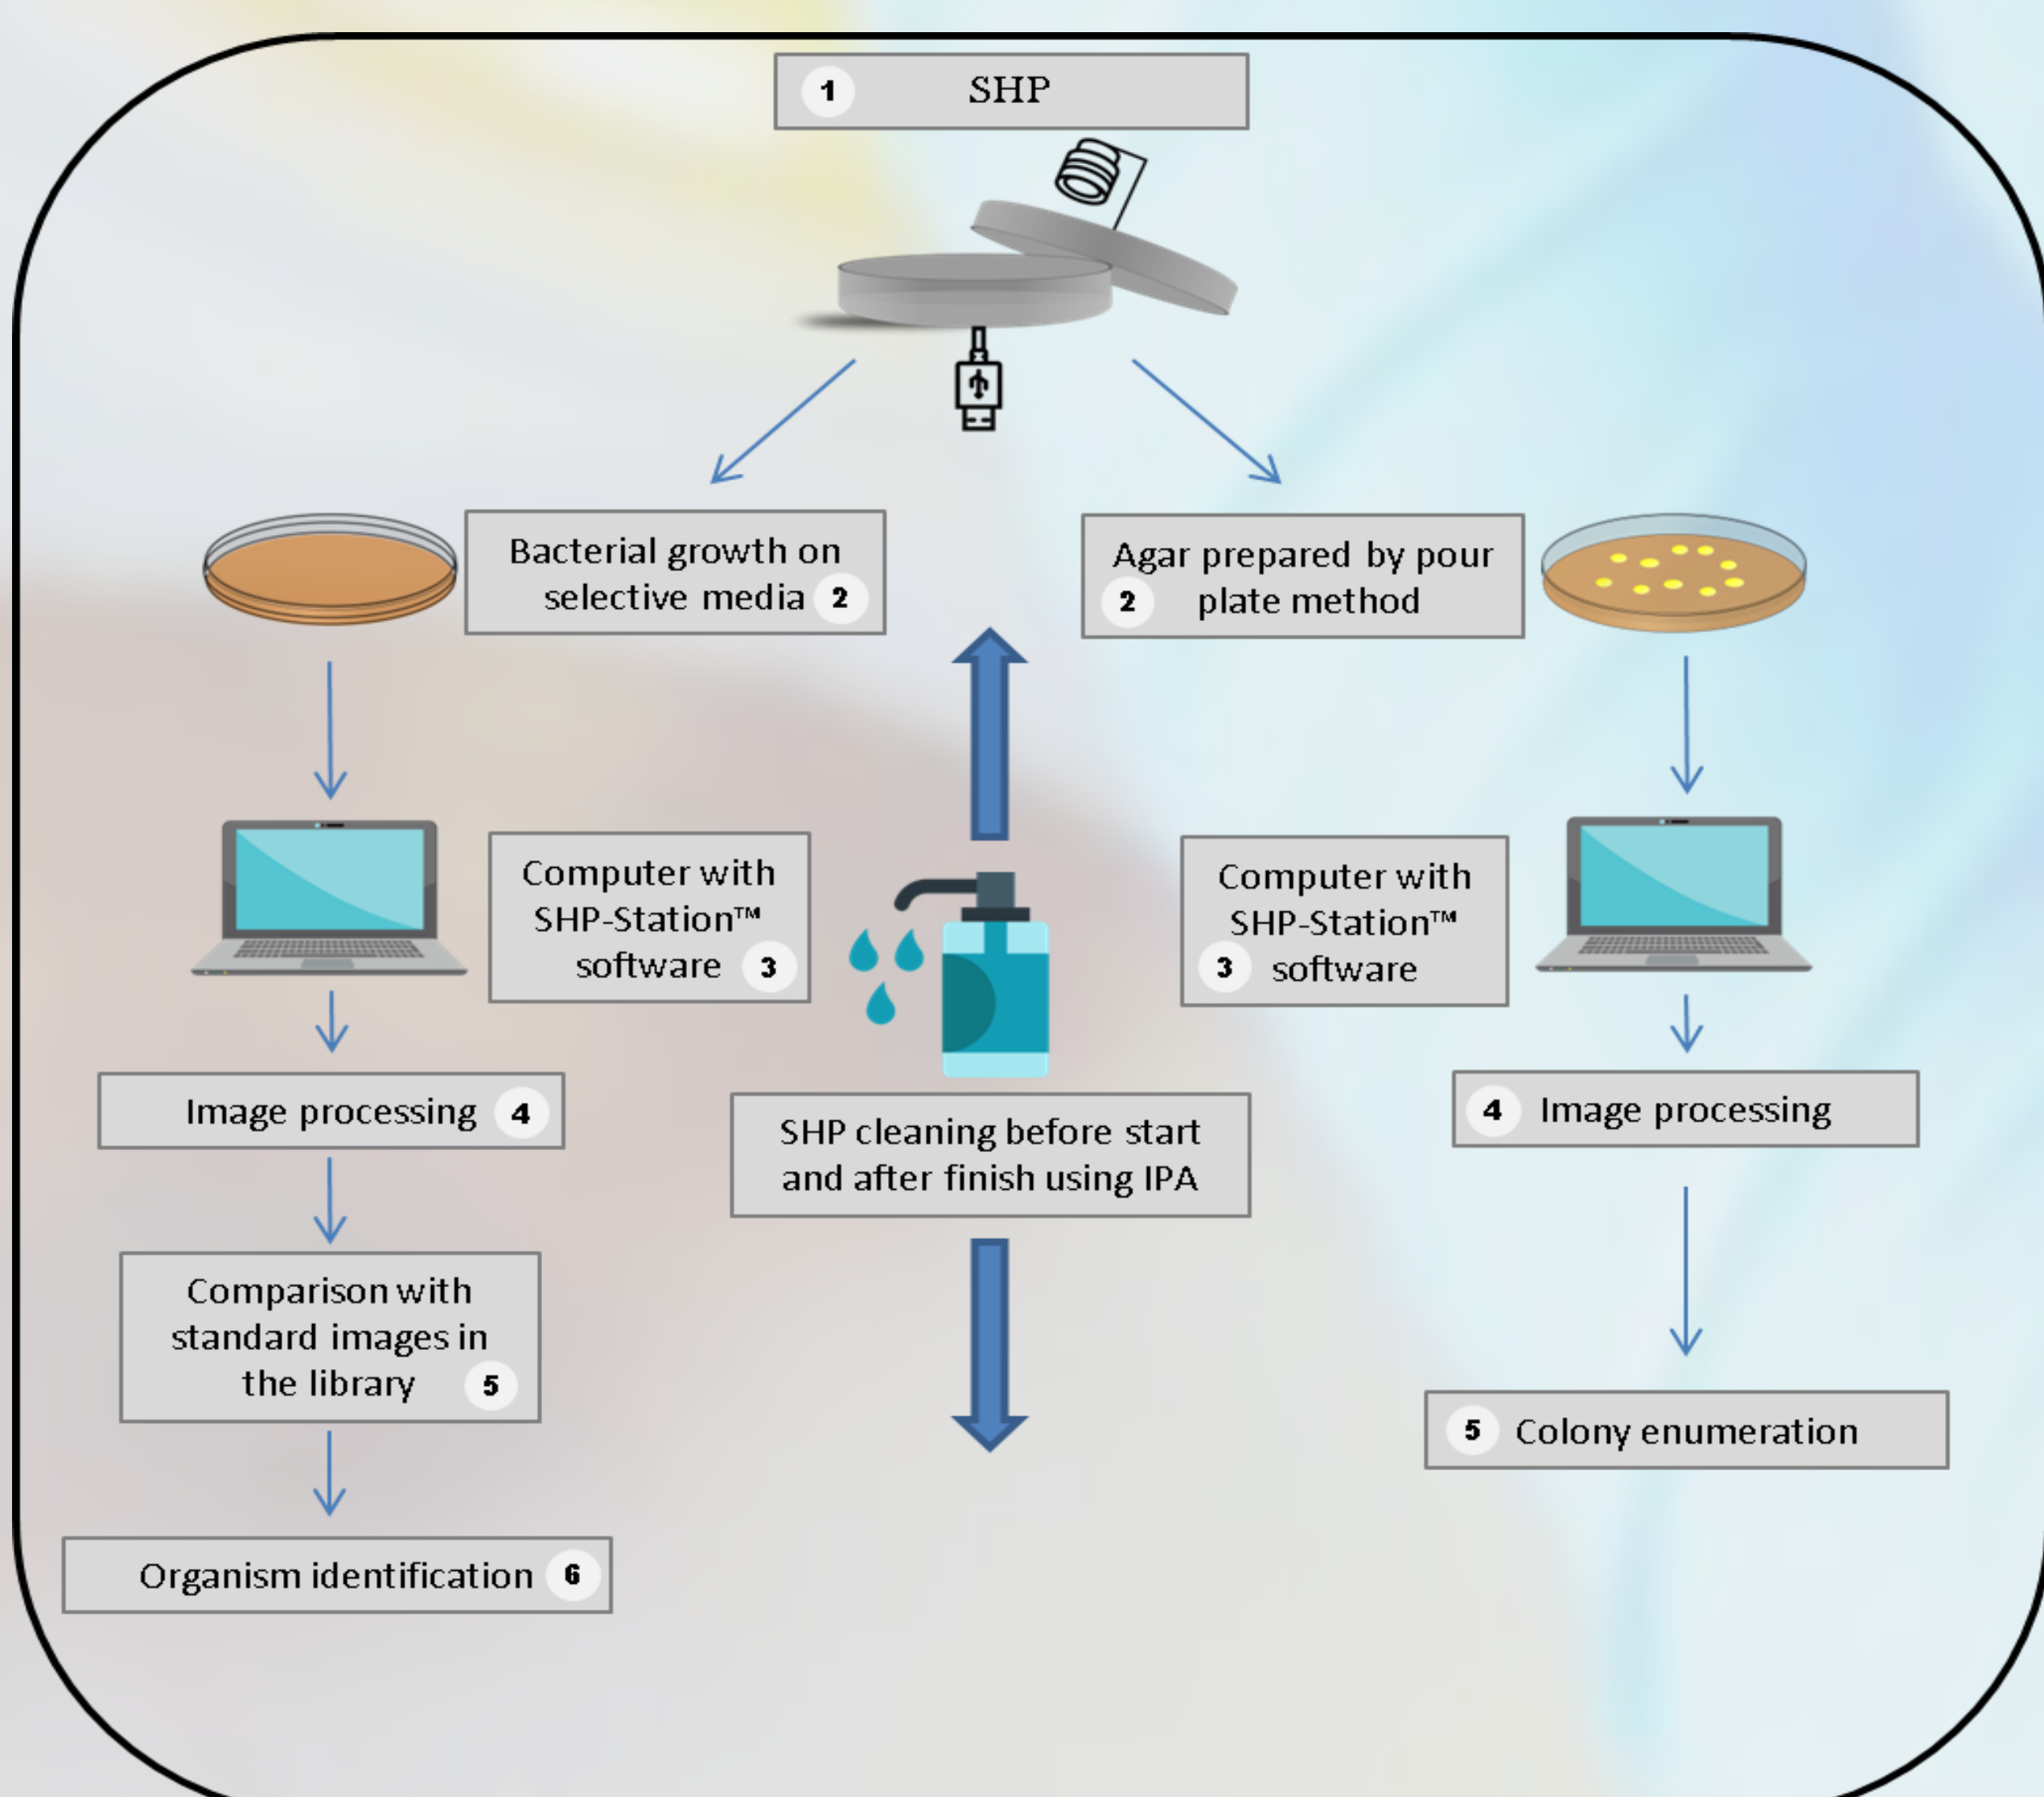 1 SHP
Bacterial growth on
selective media 2
Agar prepared by pour
2 plate method
Computer with
SHP-Station™
software 3
Computer with
SHP-Station™
3 software
Image processing 4
SHP cleaning before start
and after finish using IPA
4 Image processing
Comparison with
standard images in
the library 5
5 Colony enumeration
Organism identification 6